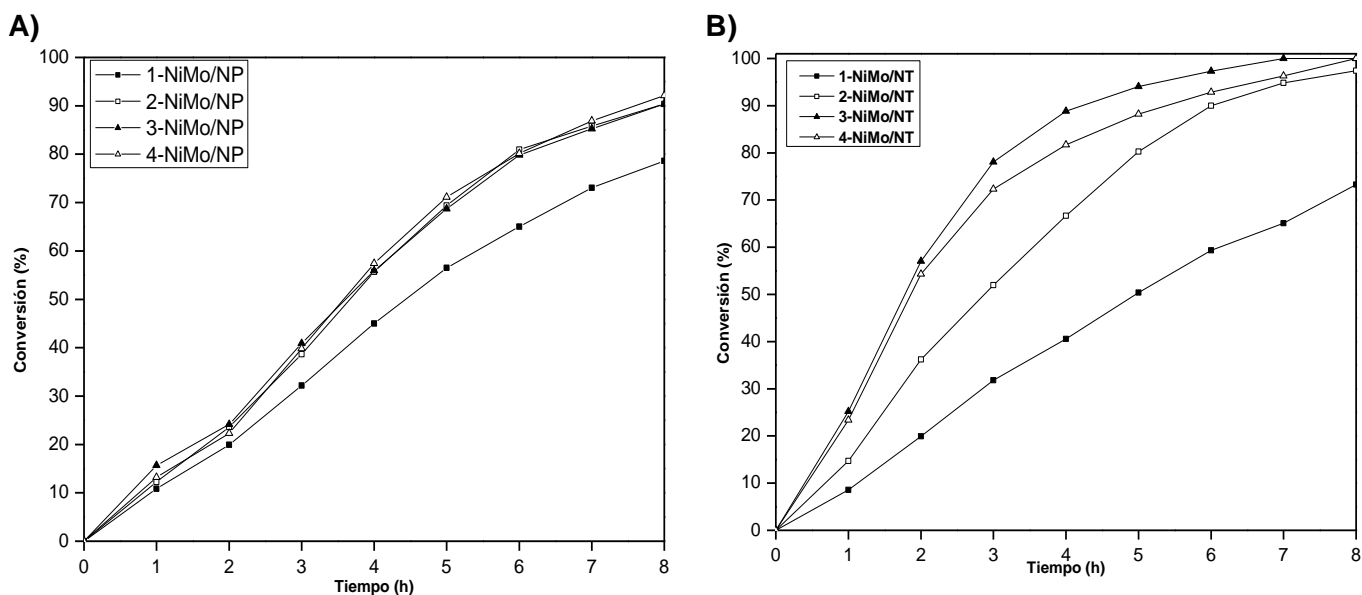 A)
Conversión (%)
100
90
80
70
60
50
40
30
20
10
0
1-NiMo/NP
2-NiMo/NP
3-NiMo/NP
4-NiMo/NP
0 1 2 3 4 5 6 7 8
Tiempo (h)
B)
Conversión (%)
100
90
80
70
60
50
40
30
20
10
0
1-NiMo/NT
2-NiMo/NT
3-NiMo/NT
4-NiMo/NT
0 1 2 3 4 5 6 7 8
Tiempo (h)